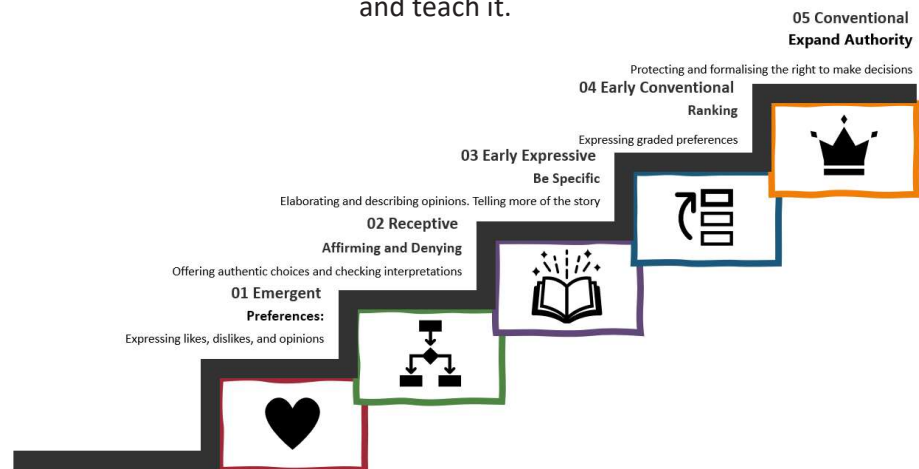 and teach it.
05 Conventional
Expand Authority
Protecting and formalising the right to make decisions
04 Early Conventional
Ranking
Expressing graded preferences
03 Early Expressive
Be Specific
Elaborating and describing opinions. Telling more of the story
02 Receptive
Affirming and Denying
Offering authentic choices and checking interpretations
01 Emergent
Preferences:
Expressing likes, dislikes, and opinions